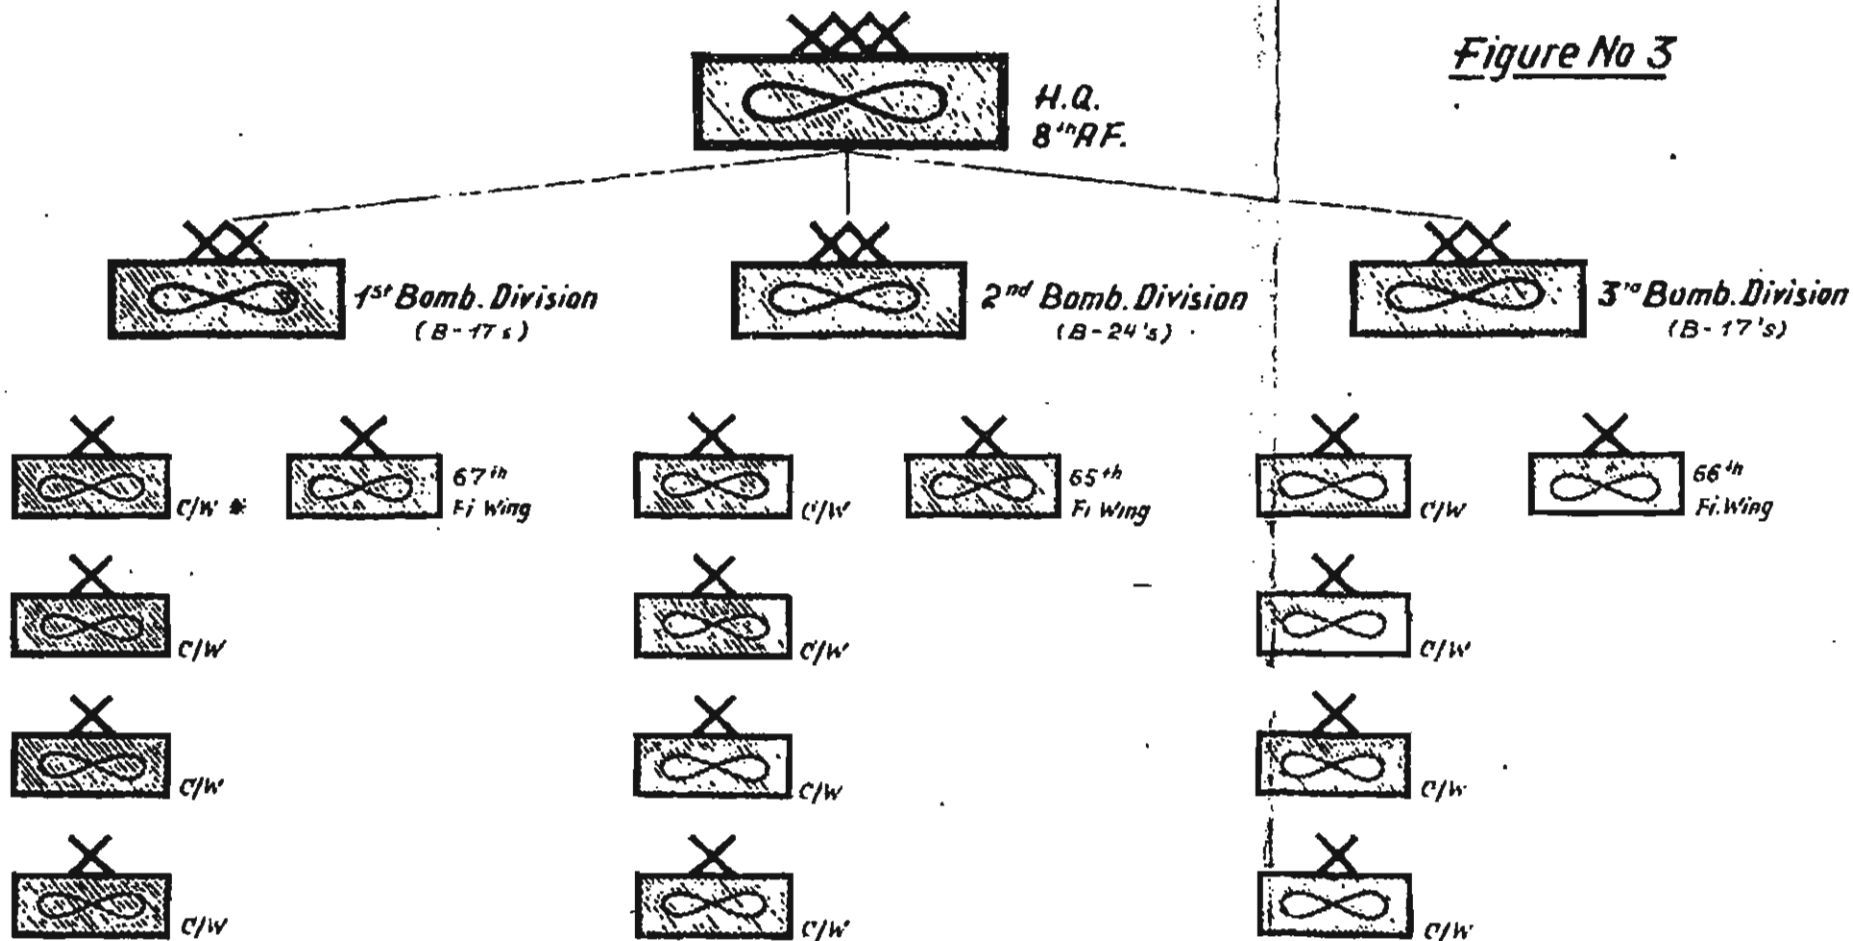 Figure No 3
H.Q.
8th A.F.
1st Bomb. Division
(B-17s)
2nd Bomb. Division
(B-24's)
3rd Bomb. Division
(B-17's)
C/W *
67th
Fi Wing
C/W
65th
Fi Wing
C/W
66th
Fi. Wing
C/W
C/W
C/W
C/W
C/W
C/W
C/W
C/W
C/W